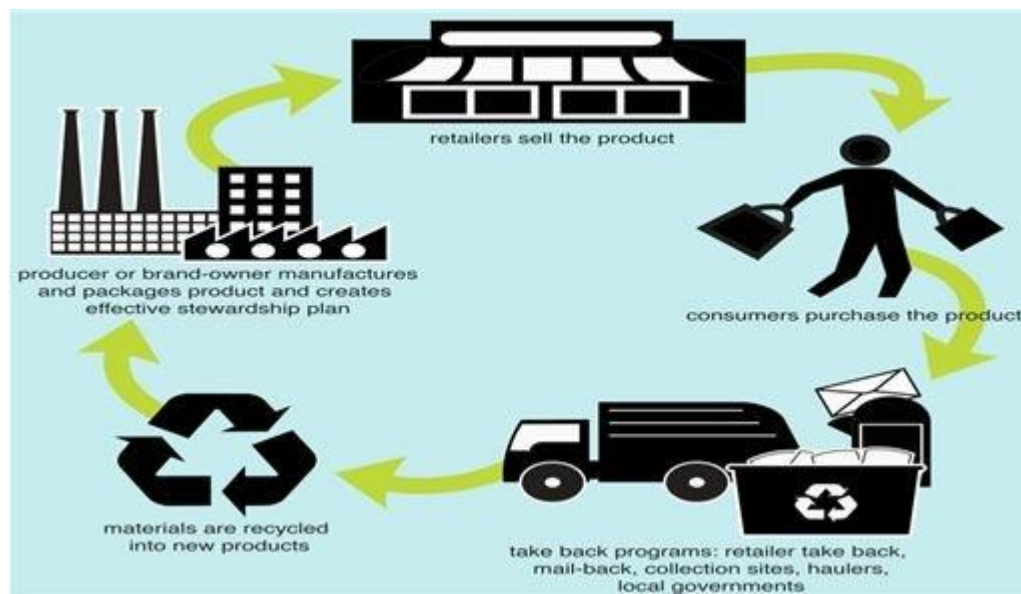 retailers sell the product
producer or brand-owner manufactures
and packages product and creates
effective stewardship plan
consumers purchase the product
materials are recycled
into new products
take back programs: retailer take back,
mail-back, collection sites, haulers,
local governments